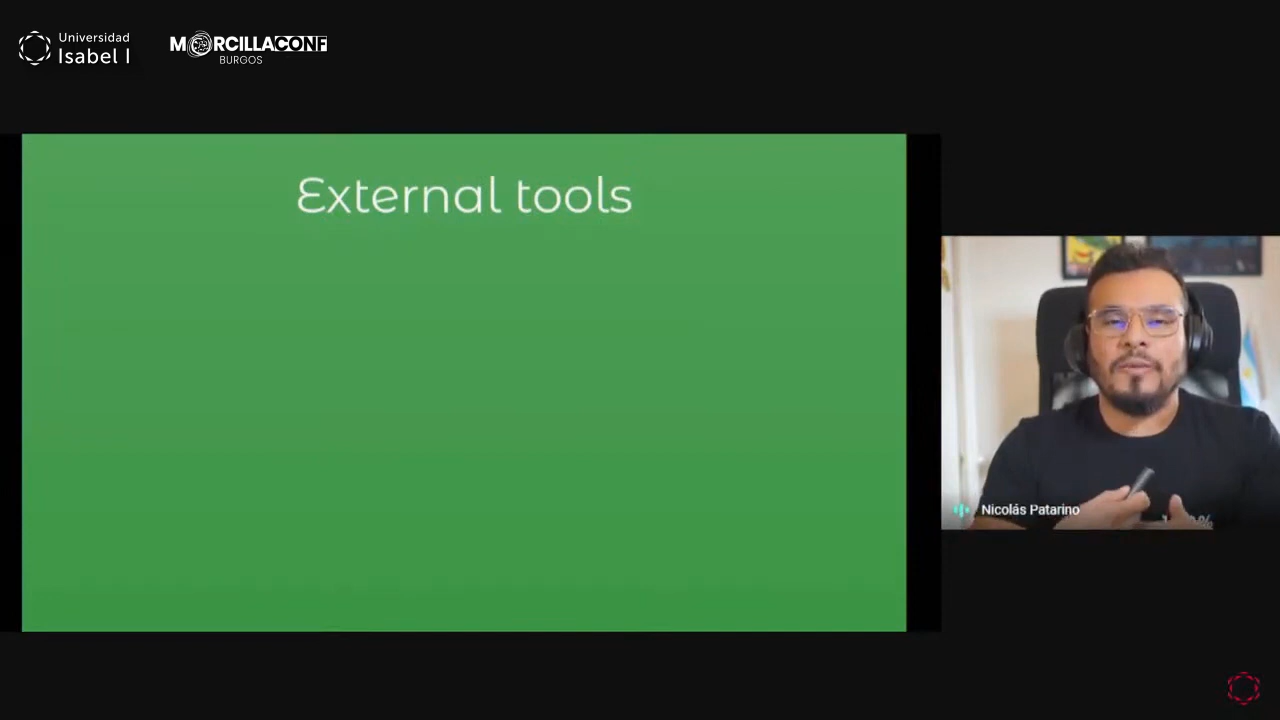 Universidad
Isabel I
MORCILLACONF
BURGOS
External tools
Nicolás Patarino